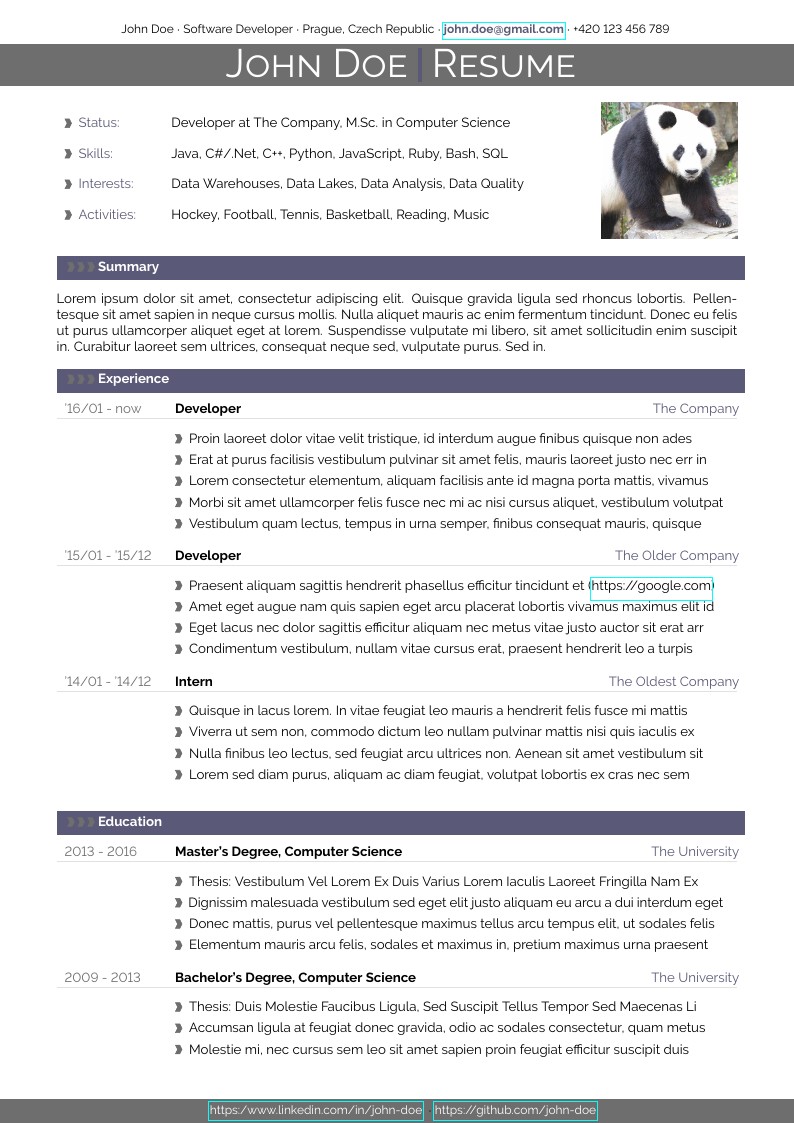 John Doe · Software Developer · Prague, Czech Republic · john.doe@gmail.com · +420 123 456 789
John Doe | Resume
Status: Developer at The Company, M.Sc. in Computer Science
Skills: Java, C#/.Net, C++, Python, JavaScript, Ruby, Bash, SQL
Interests: Data Warehouses, Data Lakes, Data Analysis, Data Quality
Activities: Hockey, Football, Tennis, Basketball, Reading, Music
Summary
Lorem ipsum dolor sit amet, consectetur adipiscing elit. Quisque gravida ligula sed rhoncus lobortis. Pellen-
tesque sit amet sapien in neque cursus mollis. Nulla aliquet mauris ac enim fermentum tincidunt. Donec eu felis
ut purus ullamcorper aliquet eget at lorem. Suspendisse vulputate mi libero, sit amet sollicitudin enim suscipit
in. Curabitur laoreet sem ultrices, consequat neque sed, vulputate purus. Sed in.
Experience
'16/01 - now Developer The Company
Proin laoreet dolor vitae velit tristique, id interdum augue finibus quisque non ades
Erat at purus facilisis vestibulum pulvinar sit amet felis, mauris laoreet justo nec err in
Lorem consectetur elementum, aliquam facilisis ante id magna porta mattis, vivamus
Morbi sit amet ullamcorper felis fusce nec mi ac nisi cursus aliquet, vestibulum volutpat
Vestibulum quam lectus, tempus in urna semper, finibus consequat mauris, quisque
'15/01 - '15/12 Developer The Older Company
Praesent aliquam sagittis hendrerit phasellus efficitur tincidunt et (https://google.com)
Amet eget augue nam quis sapien eget arcu placerat lobortis vivamus maximus elit id
Eget lacus nec dolor sagittis efficitur aliquam nec metus vitae justo auctor sit erat arr
Condimentum vestibulum, nullam vitae cursus erat, praesent hendrerit leo a turpis
'14/01 - '14/12 Intern The Oldest Company
Quisque in lacus lorem. In vitae feugiat leo mauris a hendrerit felis fusce mi mattis
Viverra ut sem non, commodo dictum leo nullam pulvinar mattis nisi quis iaculis ex
Nulla finibus leo lectus, sed feugiat arcu ultrices non. Aenean sit amet vestibulum sit
Lorem sed diam purus, aliquam ac diam feugiat, volutpat lobortis ex cras nec sem
Education
2013 - 2016 Master's Degree, Computer Science The University
Thesis: Vestibulum Vel Lorem Ex Duis Varius Lorem Iaculis Laoreet Fringilla Nam Ex
Dignissim malesuada vestibulum sed eget elit justo aliquam eu arcu a dui interdum eget
Donec mattis, purus vel pellentesque maximus tellus arcu tempus elit, ut sodales felis
Elementum mauris arcu felis, sodales et maximus in, pretium maximus urna praesent
2009 - 2013 Bachelor's Degree, Computer Science The University
Thesis: Duis Molestie Faucibus Ligula, Sed Suscipit Tellus Tempor Sed Maecenas Li
Accumsan ligula at feugiat donec gravida, odio ac sodales consectetur, quam metus
Molestie mi, nec cursus sem leo sit amet sapien proin feugiat efficitur suscipit duis
https:/www.linkedin.com/in/john-doe · https://github.com/john-doe